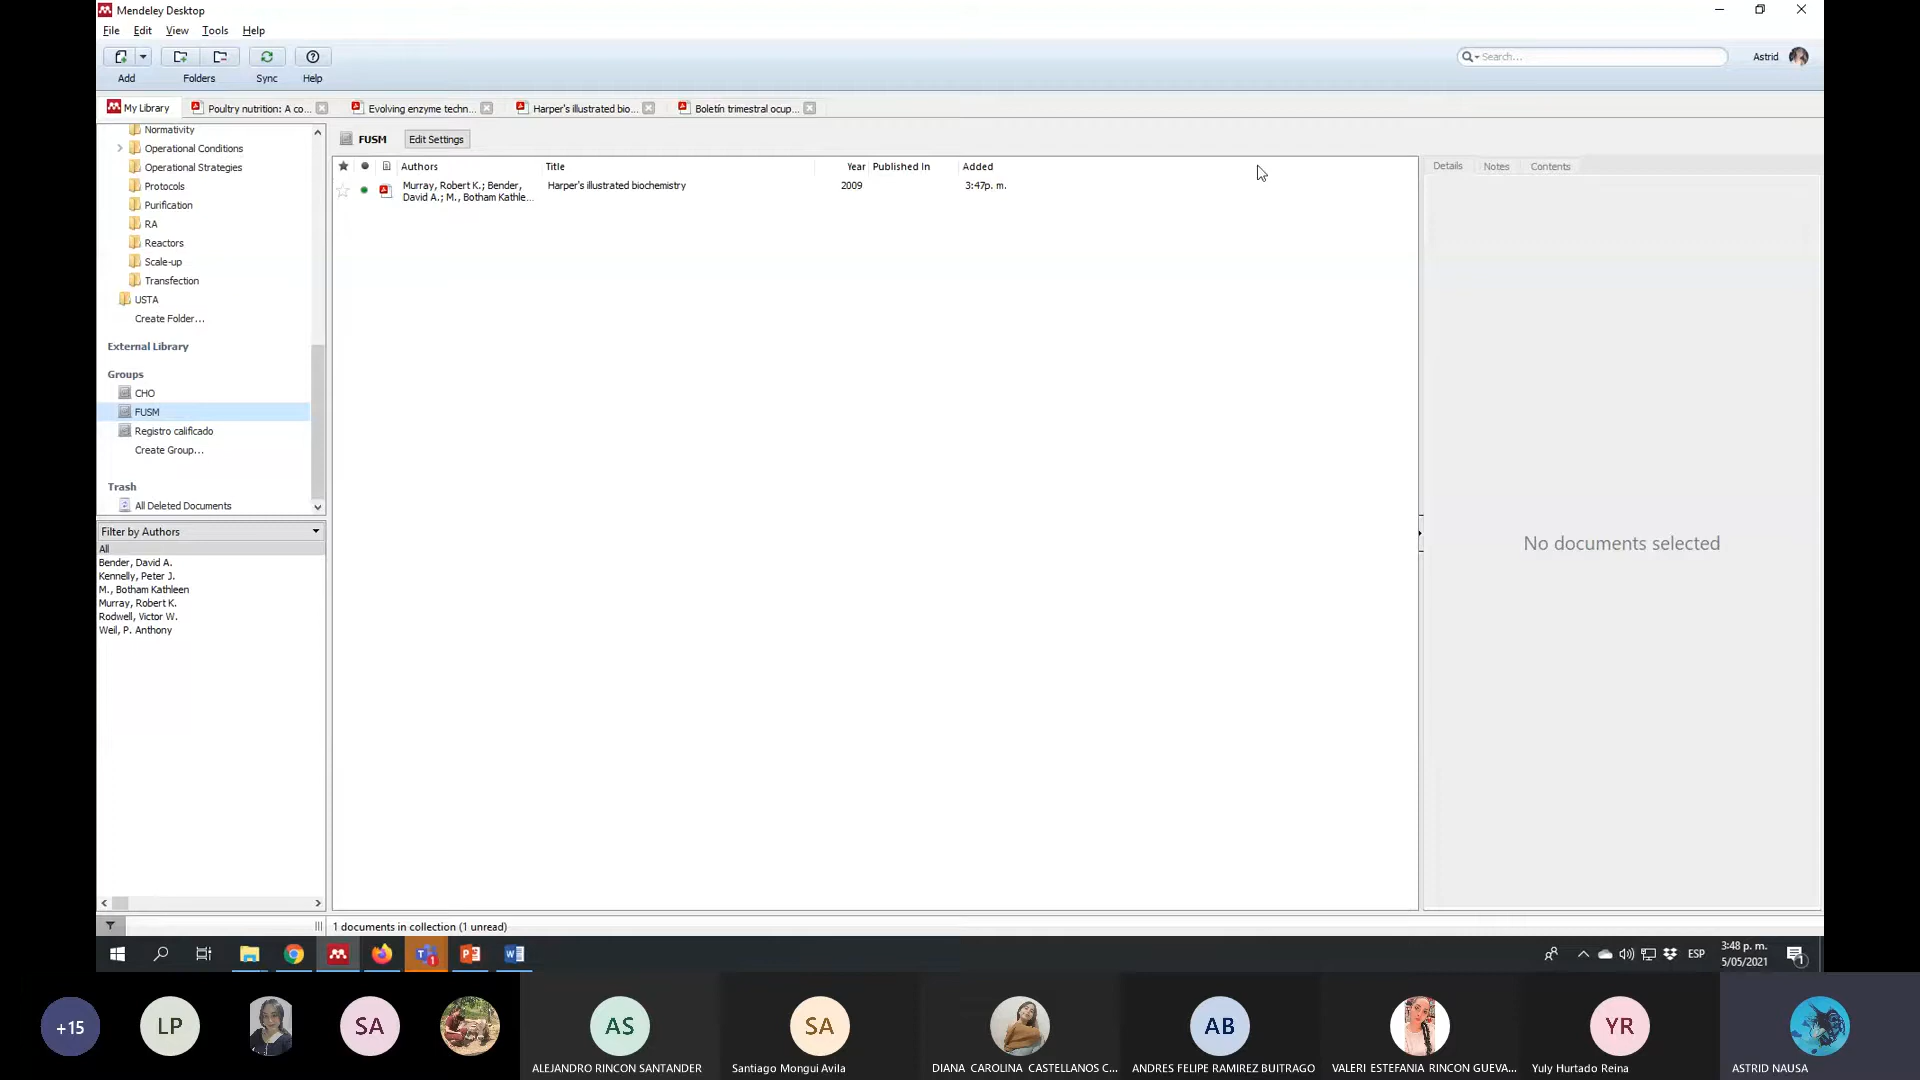 Mendeley Desktop
File Edit View Tools Help
Add Folders Sync Help
Search...
Astrid
My Library
Poultry nutrition: A co...
Evolving enzyme techn...
Harper's illustrated bio...
Boletín trimestral ocup...
Normativity
Operational Conditions
Operational Strategies
Protocols
Purification
RA
Reactors
Scale-up
Transfection
USTA
Create Folder...
External Library
Groups
CHO
FUSM
Registro calificado
Create Group...
Trash
All Deleted Documents
Filter by Authors
All
Bender, David A.
Kennelly, Peter J.
M., Botham Kathleen
Murray, Robert K.
Rodwell, Victor W.
Weil, P. Anthony
FUSM Edit Settings
Authors Title Year Published In Added
Murray, Robert K.; Bender, Harper's illustrated biochemistry 2009 3:47p. m.
David A.; M., Botham Kathle...
Details Notes Contents
No documents selected
1 documents in collection (1 unread)
ESP
3:48 p. m.
5/05/2021
+15
LP
SA
AS
ALEJANDRO RINCON SANTANDER
SA
Santiago Mongui Avila
DIANA CAROLINA CASTELLANOS C...
AB
ANDRES FELIPE RAMIREZ BUITRAGO
VALERI ESTEFANIA RINCON GUEVA...
YR
Yuly Hurtado Reina
ASTRID NAUSA